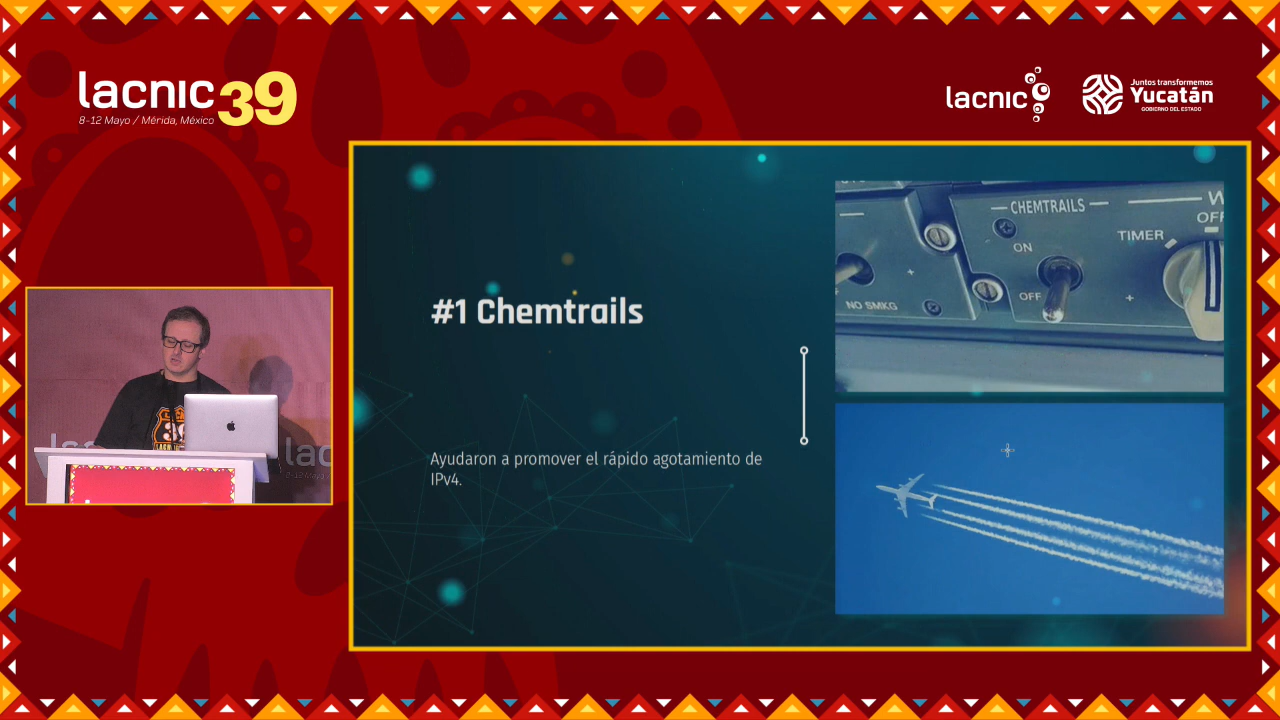 lacnic39
8-12 Mayo / Mérida, México
lacnic
Juntos transformemos
Yucatán
GOBIERNO DEL ESTADO
#1 Chemtrails
Ayudaron a promover el rápido agotamiento de
IPv4.
CHEMTRAILS
ON
OFF
NO SMKG
TIMER
OFF
W
lac